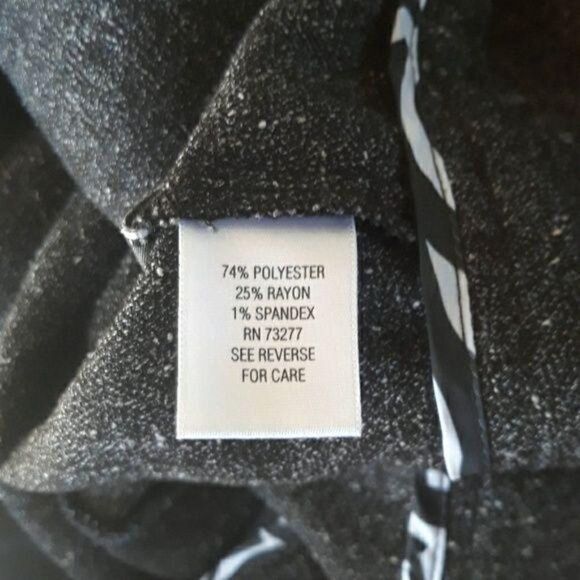 74% POLYESTER
25% RAYON
1% SPANDEX
RN 73277
SEE REVERSE
FOR CARE